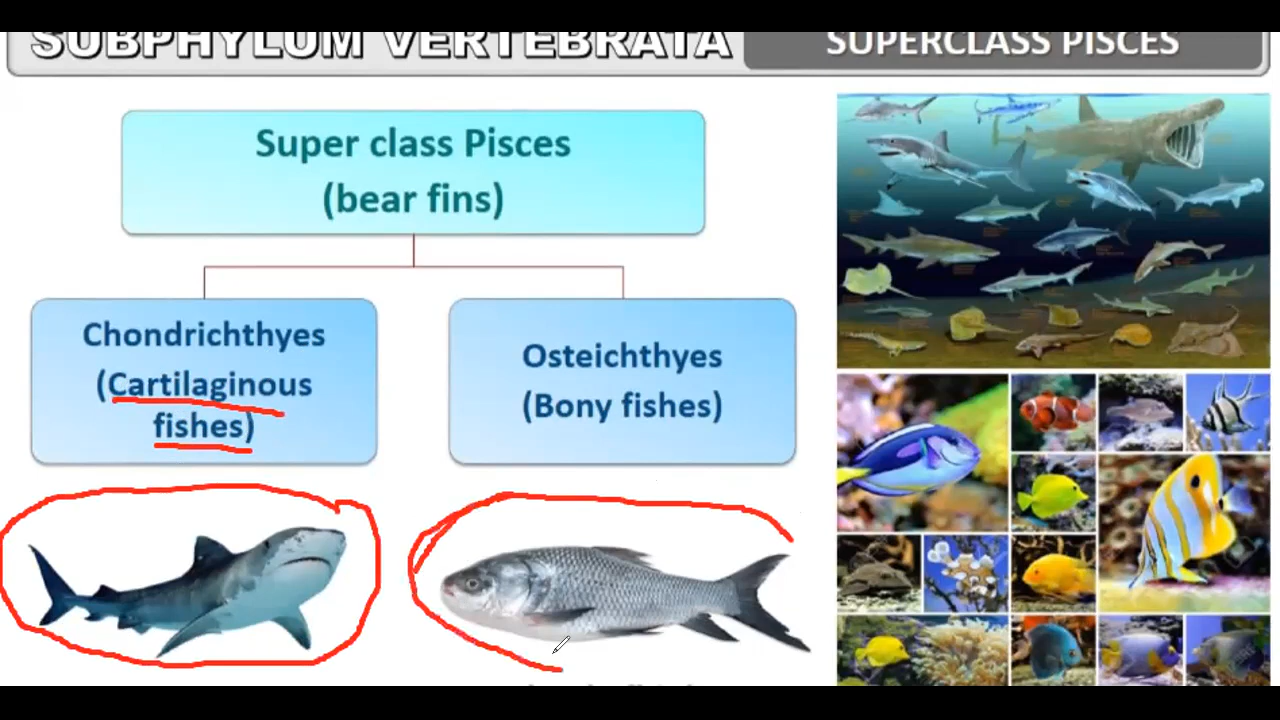 SUBPHYLUM VERTEBRATA
SUPERCLASS PISCES
Super class Pisces
(bear fins)
Chondrichthyes
(Cartilaginous
fishes)
Osteichthyes
(Bony fishes)